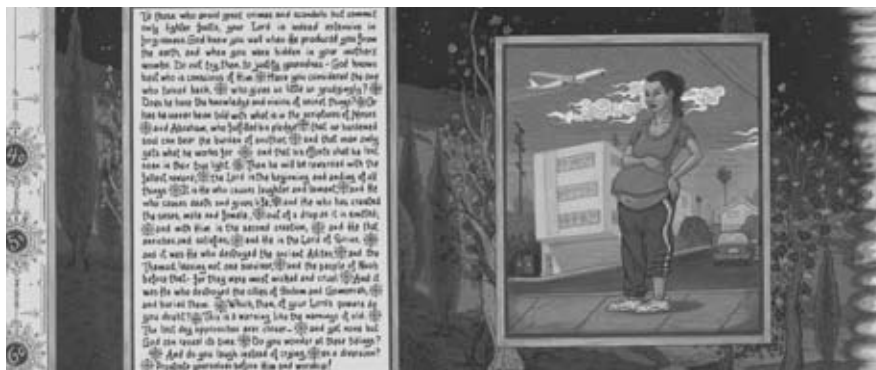 To those who avoid great crimes and scandals but commit
only lighter faults, your Lord is indeed extensive in
forgiveness. God knew you well when He produced you from
the earth, and when you were hidden in your mothers'
wombs. Do not try, then, to justify yourselves – God knows
best who is conscious of Him. Have you considered the one
who turned back, who gives so little so grudgingly?
Does he have the knowledge and vision of secret things? Or
has he never been told with what is in the scriptures of Moses
and Abraham, who fulfilled his pledge: that no burdened
soul can bear the burden of another, and that man only
gets what he works for and that his efforts shall be
seen in their true light. Then he will be rewarded with the
fullest reward; the Lord is the beginning and ending of all
things. It is He who causes laughter and lament; and He
who causes death and gives life; and He who has created
the sexes, male and female, out of a drop as it is emitted;
and with Him is the second creation, and He that
enriches and satisfies; and He is the Lord of Sirius,
and it was He who destroyed the ancient Adites; and the
Thamud, leaving not one survivor; and the people of Noah
before that – for they were most wicked and cruel. And it
was He who destroyed the cities of Sodom and Gomorrah,
and buried them. Which, then, of your Lord's powers do
you doubt? This is a warning like the warnings of old.
The last day approaches ever closer – and yet none but
God can reveal its time. Do you wonder at these tidings?
And do you laugh instead of crying, as a diversion?
Prostrate yourselves before Him and worship!
40
50
60